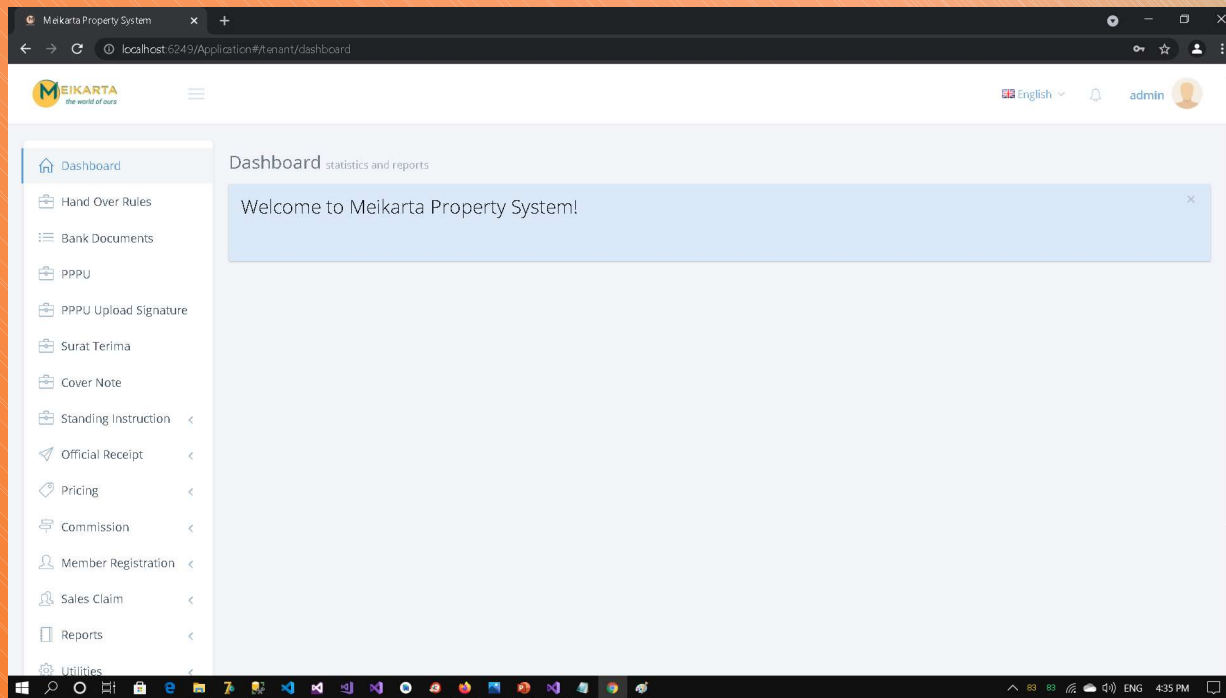 Meikarta Property System
localhost:6249/Application#/tenant/dashboard
MEIKARTA
the world of ours
English
admin
Dashboard
Hand Over Rules
Bank Documents
PPPU
PPPU Upload Signature
Surat Terima
Cover Note
Standing Instruction
Official Receipt
Pricing
Commission
Member Registration
Sales Claim
Reports
Utilities
Dashboard statistics and reports
Welcome to Meikarta Property System!
83 83 ENG 4:35 PM